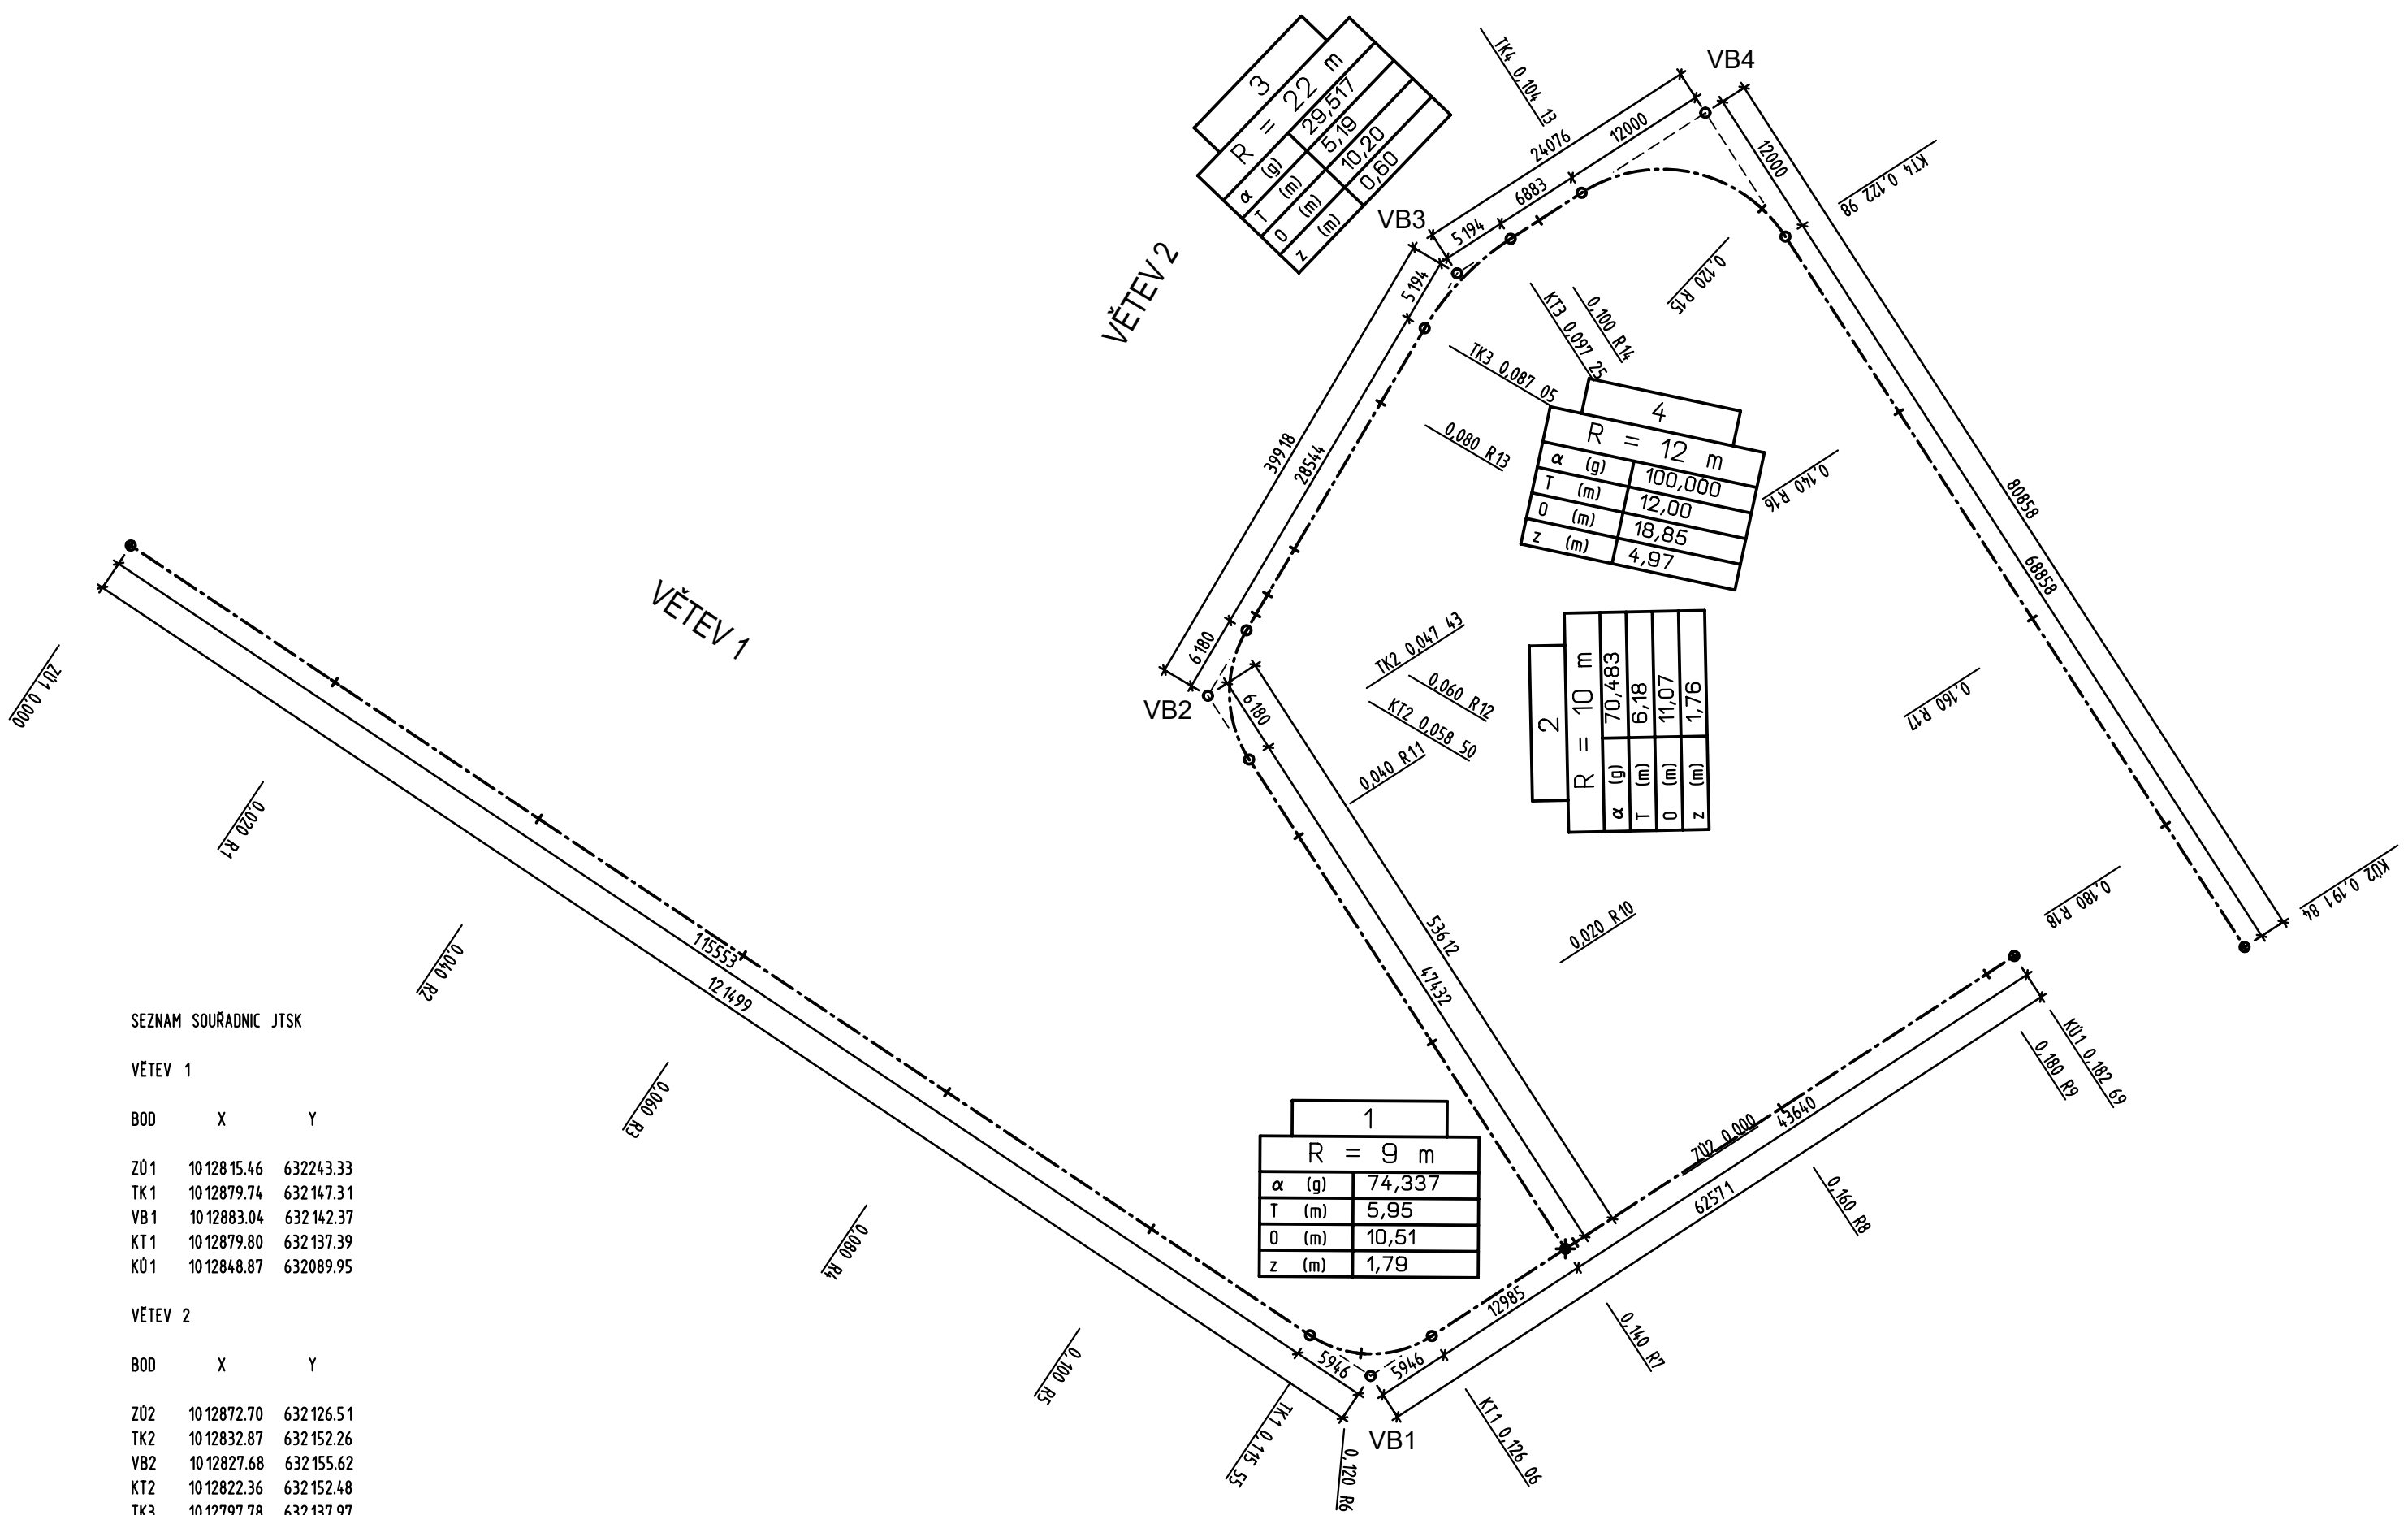 VB4
TK4 0,104 13
24076
12000
12000
KT4 0,122 98
3
R = 22 m
α (g) 29,517
T (m) 5,19
O (m) 10,20
z (m) 0,60
VB3
6883
5194
5194
VĚTEV 2
0,120 R15
KT3 0,097 25
0,100 R14
TK3 0,087 05
0,080 R13
4
R = 12 m
α (g) 100,000
T (m) 12,00
O (m) 18,85
z (m) 4,97
0,140 R16
39918
28544
80858
68858
VĚTEV 1
ZÚ1 0,000
6180
VB2
6180
TK2 0,047 43
0,060 R12
KT2 0,058 50
0,040 R11
2
R = 10 m
α (g) 70,483
T (m) 6,18
O (m) 11,07
z (m) 1,76
0,160 R17
0,020 R1
KÚ2 0,191 84
0,180 R18
53612
47432
0,020 R10
0,040 R2
115553
121499
KÚ1 0,182 69
0,180 R9
0,060 R3
ZÚ2 0,000
43640
62571
0,160 R8
1
R = 9 m
α (g) 74,337
T (m) 5,95
O (m) 10,51
z (m) 1,79
0,080 R4
12985
0,140 R7
0,100 R5
5946
5946
TK1 0,115 55
0,120 R6
VB1
KT1 0,126 06
SEZNAM SOUŘADNIC JTSK
VĚTEV 1
BOD X Y
ZÚ1 1012815.46 632243.33
TK1 1012879.74 632147.31
VB1 1012883.04 632142.37
KT1 1012879.80 632137.39
KÚ1 1012848.87 632089.95
VĚTEV 2
BOD X Y
ZÚ2 1012872.70 632126.51
TK2 1012832.87 632152.26
VB2 1012827.68 632155.62
KT2 1012822.36 632152.48
TK3 1012797.78 632137.97